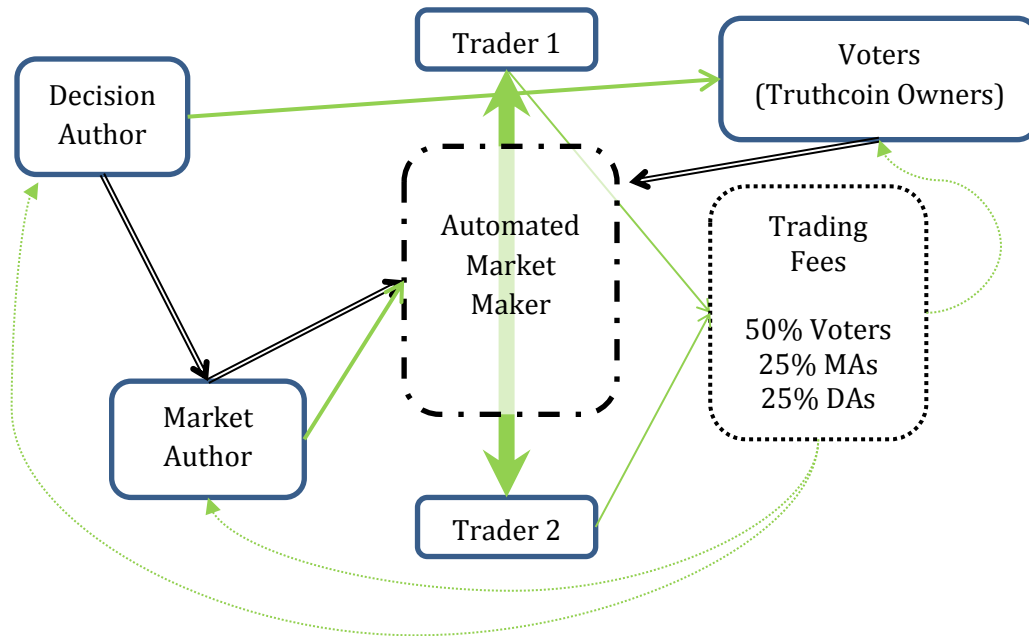 Trader 1
Voters
(Truthcoin Owners)
Decision
Author
Automated
Market
Maker
Trading
Fees
50% Voters
25% MAs
25% DAs
Market
Author
Trader 2